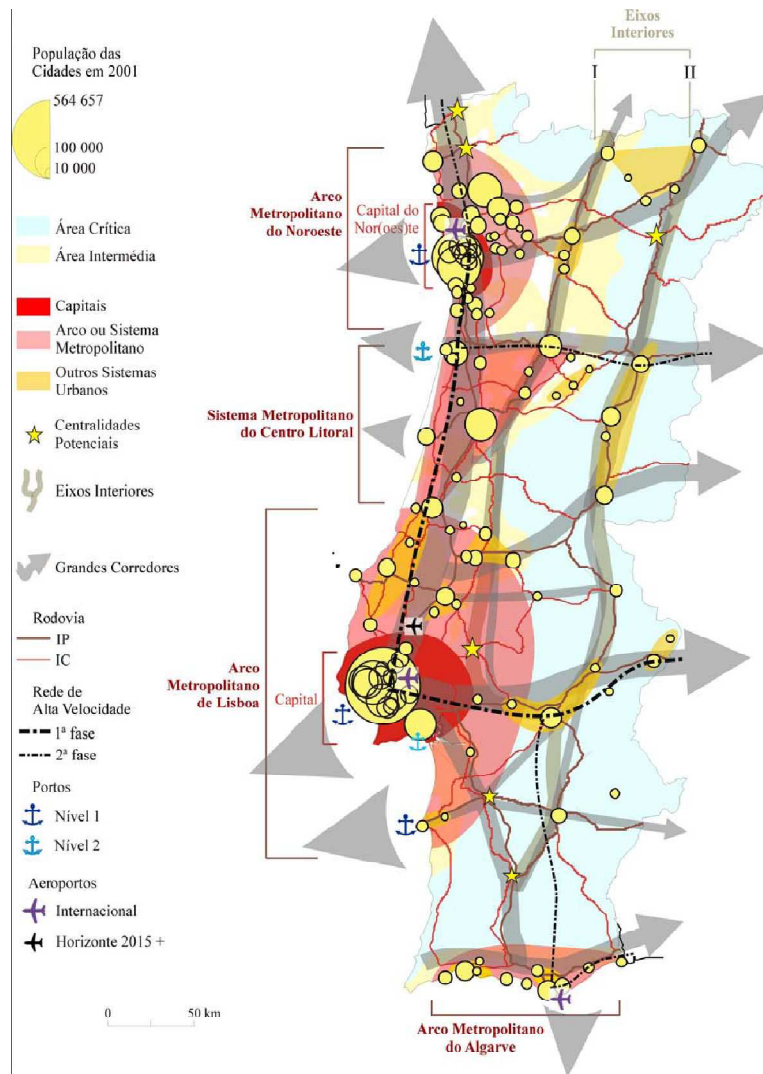 População das
Cidades em 2001
564 657
100 000
10 000
Área Crítica
Área Intermédia
Capitais
Arco ou Sistema
Metropolitano
Outros Sistemas
Urbanos
Centralidades
Potenciais
Eixos Interiores
Grandes Corredores
Rodovia
IP
IC
Rede de
Alta Velocidade
1ª fase
2ª fase
Portos
Nível 1
Nível 2
Aeroportos
Internacional
Horizonte 2015 +
0
50 km
Eixos
Interiores
I
II
Arco
Metropolitano
do Noroeste
Capital do
Nor(oes)te
Sistema Metropolitano
do Centro Litoral
Arco
Metropolitano
de Lisboa
Capital
Arco Metropolitano
do Algarve